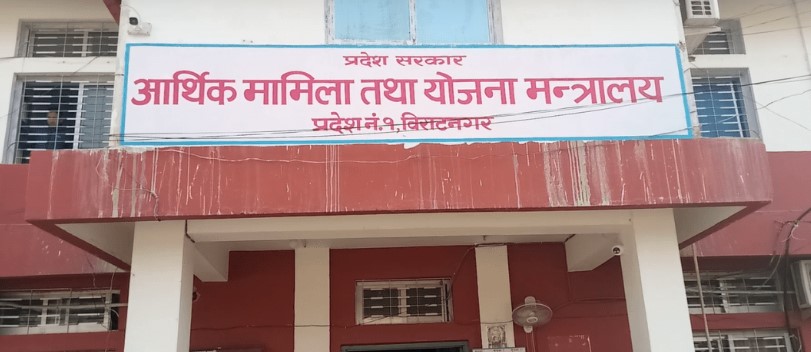 प्रदेश सरकार
आर्थिक मामिला तथा योजना मन्त्रालय
प्रदेश नं. १, विराटनगर